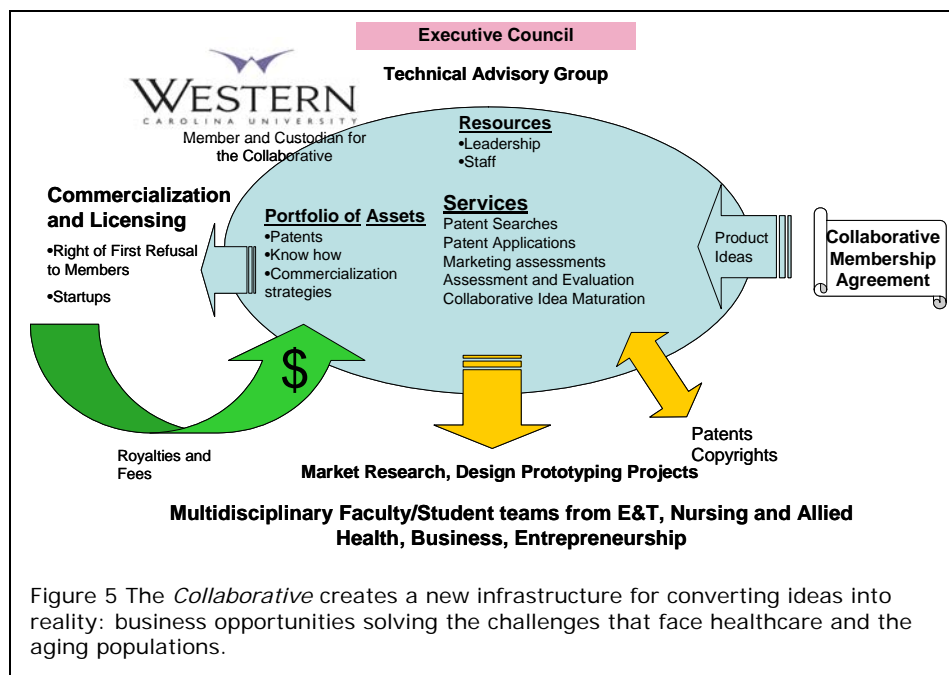 Executive Council
Technical Advisory Group
WESTERN
CAROLINA UNIVERSITY
Member and Custodian for
the Collaborative
Resources
•Leadership
•Staff
Commercialization
and Licensing
•Right of First Refusal
to Members
•Startups
Portfolio of Assets
•Patents
•Know how
•Commercialization
strategies
Services
Patent Searches
Patent Applications
Marketing assessments
Assessment and Evaluation
Collaborative Idea Maturation
Product
Ideas
Collaborative
Membership
Agreement
$
Royalties and
Fees
Patents
Copyrights
Market Research, Design Prototyping Projects
Multidisciplinary Faculty/Student teams from E&T, Nursing and Allied
Health, Business, Entrepreneurship
Figure 5 The Collaborative creates a new infrastructure for converting ideas into
reality: business opportunities solving the challenges that face healthcare and the
aging populations.